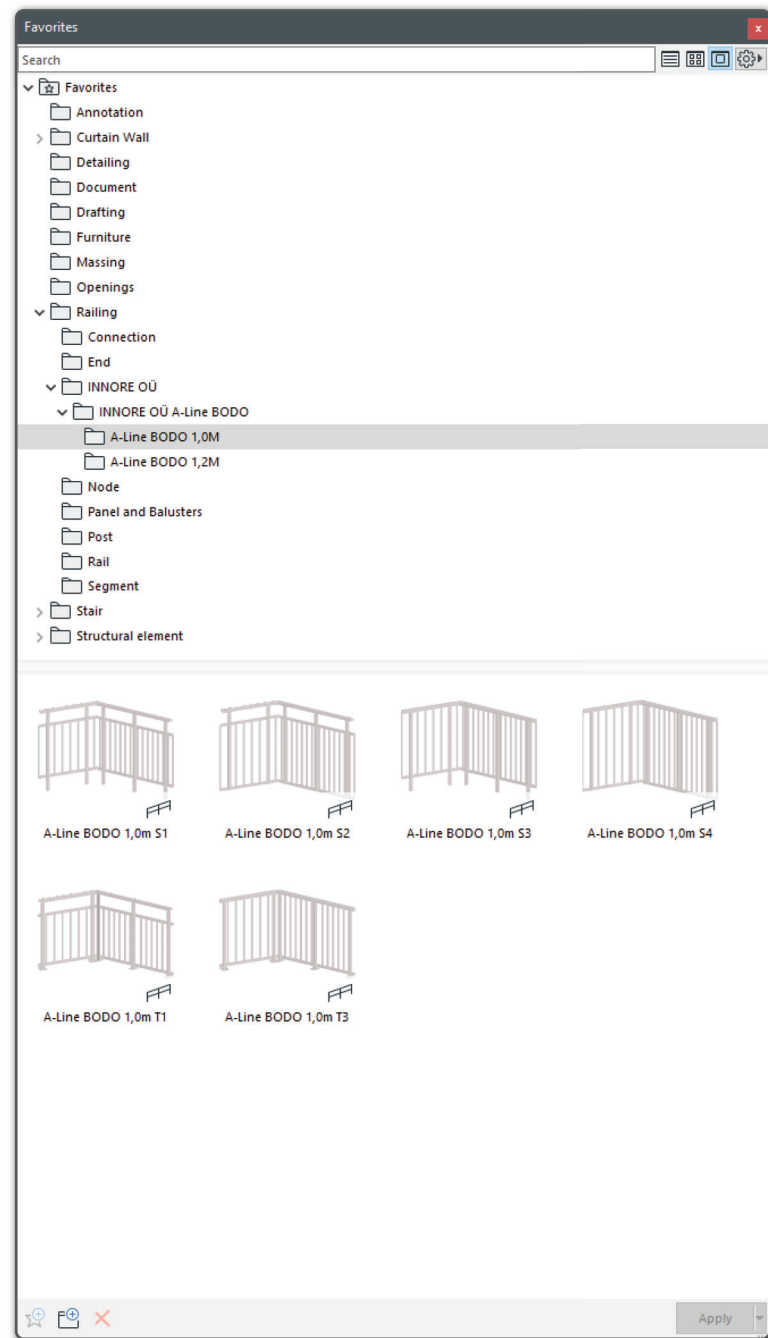 Favorites
Search
Favorites
Annotation
Curtain Wall
Detailing
Document
Drafting
Furniture
Massing
Openings
Railing
Connection
End
INNORE OÜ
INNORE OÜ A-Line BODO
A-Line BODO 1,0M
A-Line BODO 1,2M
Node
Panel and Balusters
Post
Rail
Segment
Stair
Structural element
A-Line BODO 1,0m S1
A-Line BODO 1,0m S2
A-Line BODO 1,0m S3
A-Line BODO 1,0m S4
A-Line BODO 1,0m T1
A-Line BODO 1,0m T3
Apply